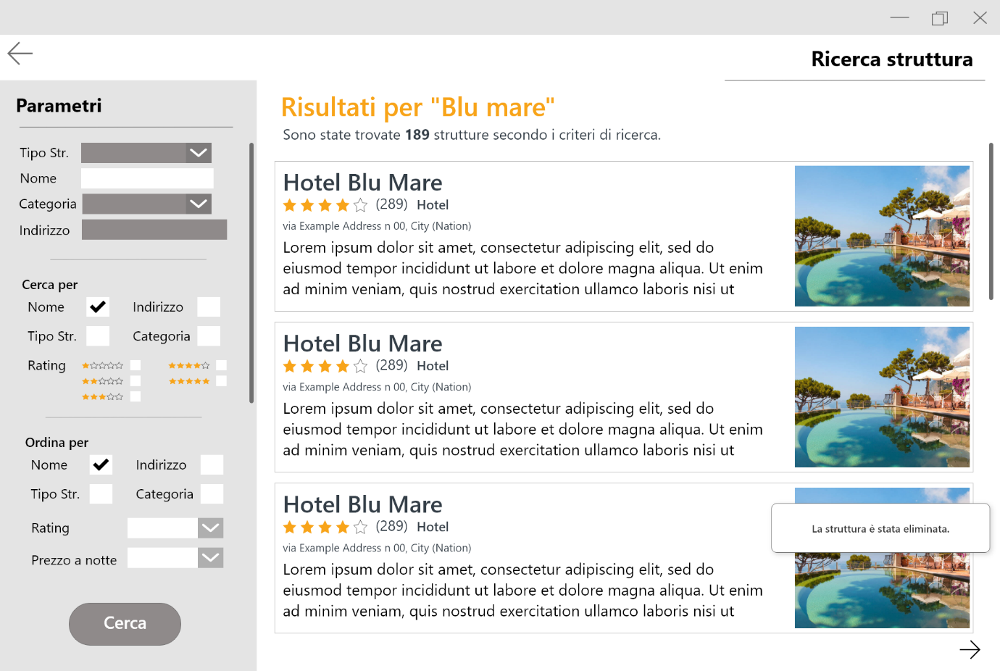 Ricerca struttura
Parametri
Tipo Str.
Nome
Categoria
Indirizzo
Cerca per
Nome
Indirizzo
Tipo Str.
Categoria
Rating
Ordina per
Nome
Indirizzo
Tipo Str.
Categoria
Rating
Prezzo a notte
Cerca
Risultati per "Blu mare"
Sono state trovate 189 strutture secondo i criteri di ricerca.
Hotel Blu Mare
(289) Hotel
via Example Address n 00, City (Nation)
Lorem ipsum dolor sit amet, consectetur adipiscing elit, sed do
eiusmod tempor incididunt ut labore et dolore magna aliqua. Ut enim
ad minim veniam, quis nostrud exercitation ullamco laboris nisi ut
Hotel Blu Mare
(289) Hotel
via Example Address n 00, City (Nation)
Lorem ipsum dolor sit amet, consectetur adipiscing elit, sed do
eiusmod tempor incididunt ut labore et dolore magna aliqua. Ut enim
ad minim veniam, quis nostrud exercitation ullamco laboris nisi ut
Hotel Blu Mare
(289) Hotel
via Example Address n 00, City (Nation)
Lorem ipsum dolor sit amet, consectetur adipiscing elit, sed do
eiusmod tempor incididunt ut labore et dolore magna aliqua. Ut enim
ad minim veniam, quis nostrud exercitation ullamco laboris nisi ut
La struttura è stata eliminata.